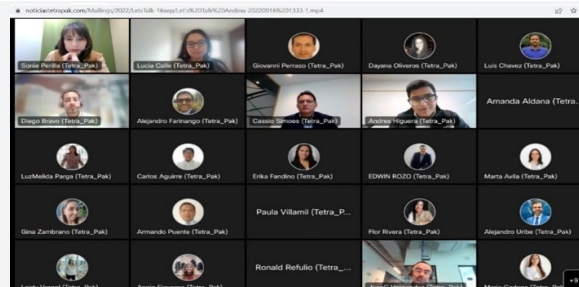 noticiastetrapak.com/Mailings/2022/LetsTalk-16sep/Let's%20Talk%20Andina-20220916%201333-1.mp4
Sonia Perilla (Tetra_Pak)
Lucia Calle (Tetra_Pak)
Giovanni Perraso (Tetra_Pak)
Dayana Oliveros (Tetra_Pak)
Luis Chavez (Tetra_Pak)
Diego Bravo (Tetra_Pak)
Alejandro Farinango (Tetra_Pak)
Cassio Simoes (Tetra_Pak)
Andres Higuera (Tetra_Pak)
Amanda Aldana (Tetra...
LuzMelida Parga (Tetra_Pak)
Carlos Aguirre (Tetra_Pak)
Erika Fandino (Tetra_Pak)
EDWIN ROZO (Tetra_Pak)
Marta Avila (Tetra_Pak)
Gina Zambrano (Tetra_Pak)
Armando Puente (Tetra_Pak)
Paula Villamil (Tetra_P...
Flor Rivera (Tetra_Pak)
Alejandro Uribe (Tetra_Pak)
Ronald Refulio (Tetra_...
+9